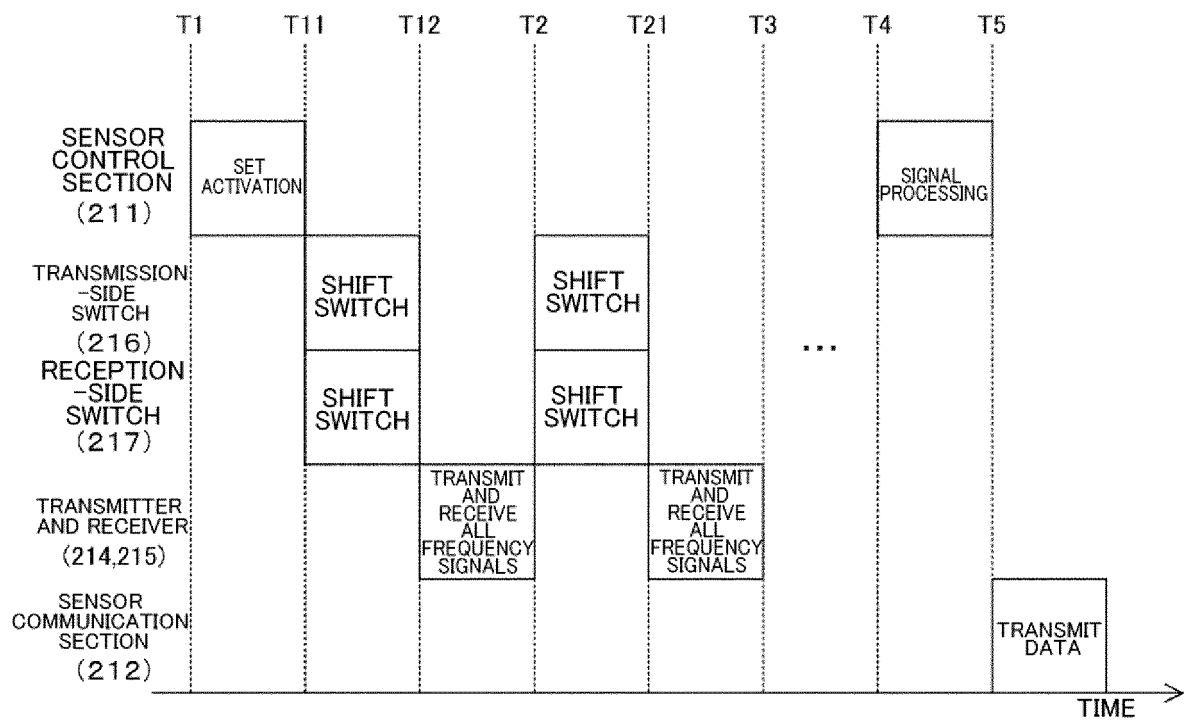 T1 T11 T12 T2 T21 T3 T4 T5
SENSOR
CONTROL
SECTION
(211)
SET
ACTIVATION
SIGNAL
PROCESSING
TRANSMISSION
-SIDE
SWITCH
(216)
SHIFT
SWITCH
SHIFT
SWITCH
RECEPTION
-SIDE
SWITCH
(217)
SHIFT
SWITCH
SHIFT
SWITCH
...
TRANSMITTER
AND RECEIVER
(214,215)
TRANSMIT
AND
RECEIVE
ALL
FREQUENCY
SIGNALS
TRANSMIT
AND
RECEIVE
ALL
FREQUENCY
SIGNALS
SENSOR
COMMUNICATION
SECTION
(212)
TRANSMIT
DATA
TIME